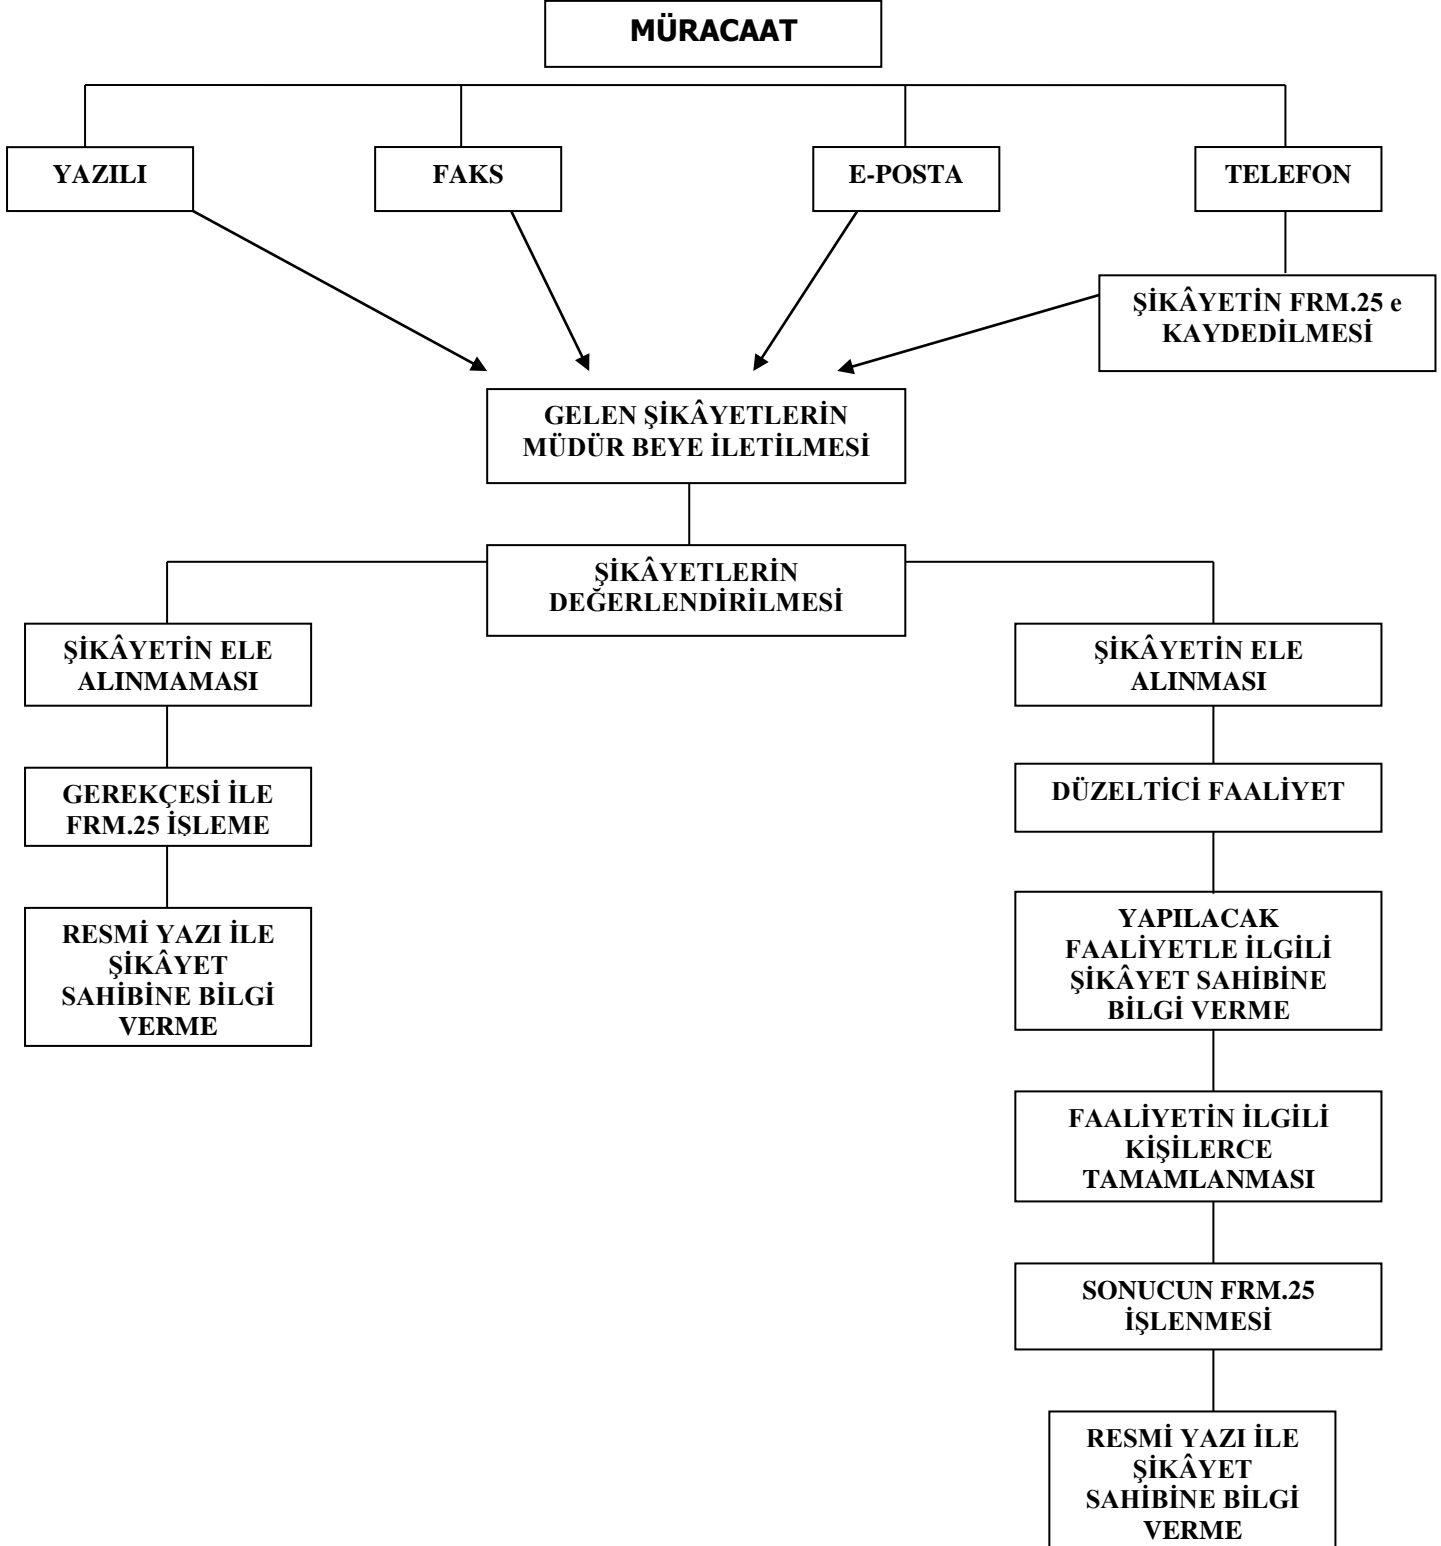 MÜRACAAT
YAZILI
FAKS
E-POSTA
TELEFON
ŞİKÂYETİN FRM.25 e
KAYDEDİLMESİ
GELEN ŞİKÂYETLERİN
MÜDÜR BEYE İLETİLMESİ
ŞİKÂYETLERİN
DEĞERLENDİRİLMESİ
ŞİKÂYETİN ELE
ALINMAMASI
GEREKÇESİ İLE
FRM.25 İŞLEME
RESMİ YAZI İLE
ŞİKÂYET
SAHİBİNE BİLGİ
VERME
ŞİKÂYETİN ELE
ALINMASI
DÜZELTİCİ FAALİYET
YAPILACAK
FAALİYETLE İLGİLİ
ŞİKÂYET SAHİBİNE
BİLGİ VERME
FAALİYETİN İLGİLİ
KİŞİLERCE
TAMAMLANMASI
SONUCUN FRM.25
İŞLENMESİ
RESMİ YAZI İLE
ŞİKÂYET
SAHİBİNE BİLGİ
VERME